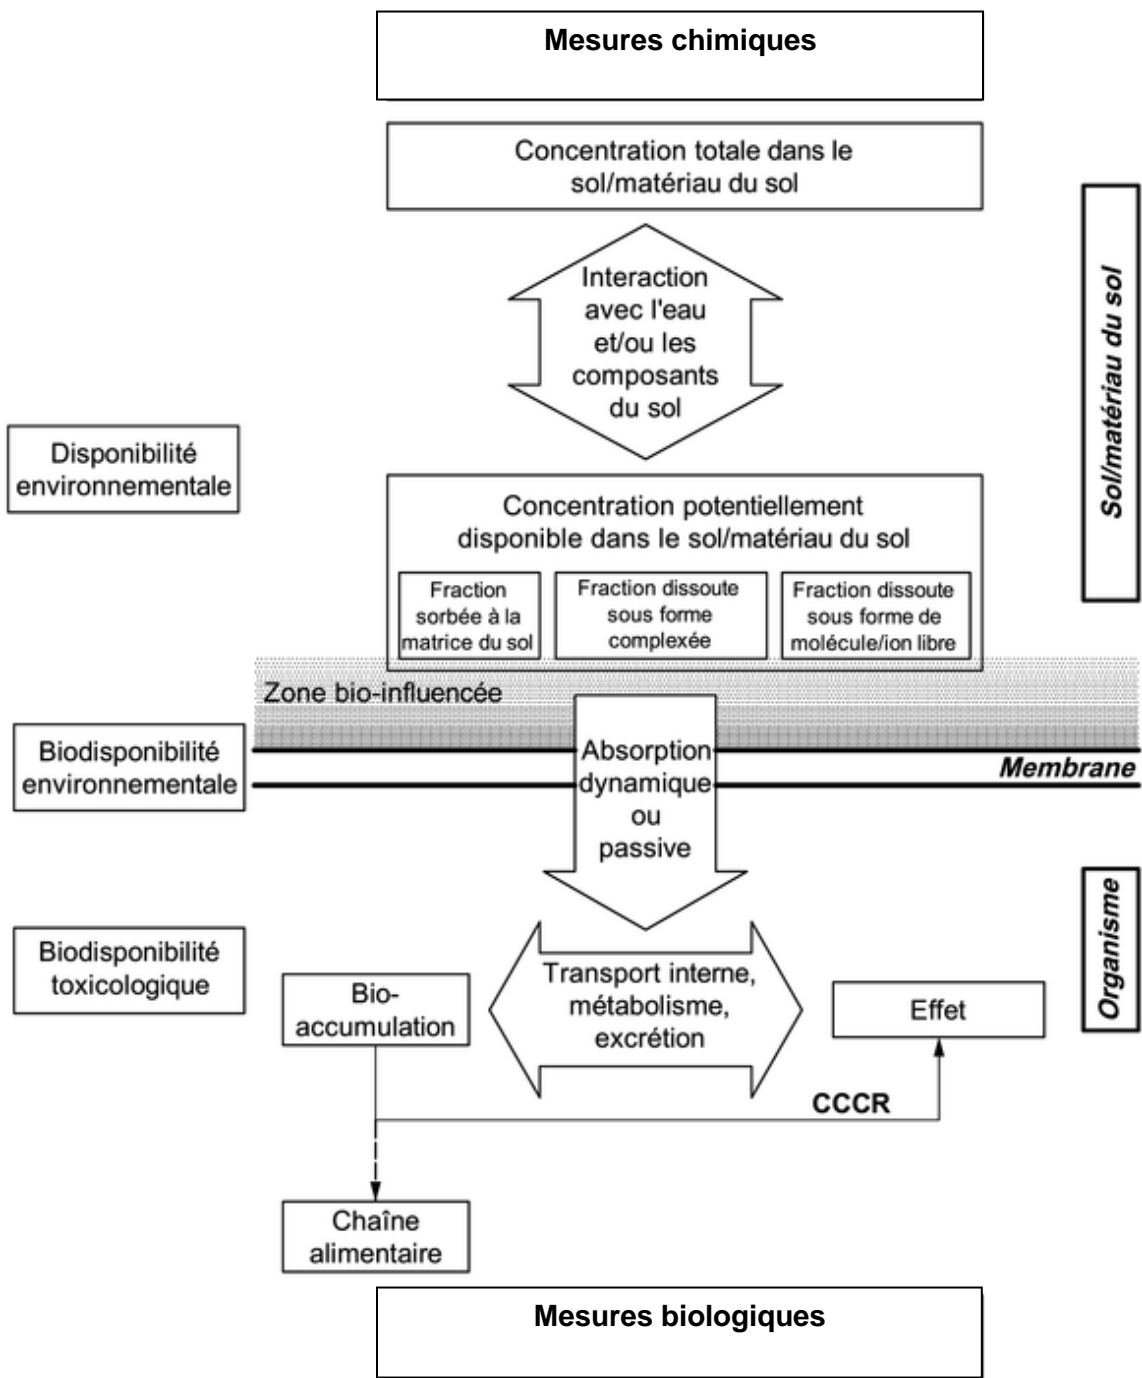 Mesures chimiques
Concentration totale dans le
sol/matériau du sol
Sol/matériau du sol
Interaction
avec l'eau
et/ou les
composants
du sol
Disponibilité
environnementale
Concentration potentiellement
disponible dans le sol/matériau du sol
Fraction
sorbée à la
matrice du sol
Fraction dissoute
sous forme
complexée
Fraction dissoute
sous forme de
molécule/ion libre
Zone bio-influencée
Biodisponibilité
environnementale
Absorption
dynamique
ou
passive
Membrane
Organisme
Biodisponibilité
toxicologique
Bio-
accumulation
Transport interne,
métabolisme,
excrétion
Effet
CCCR
Chaîne
alimentaire
Mesures biologiques